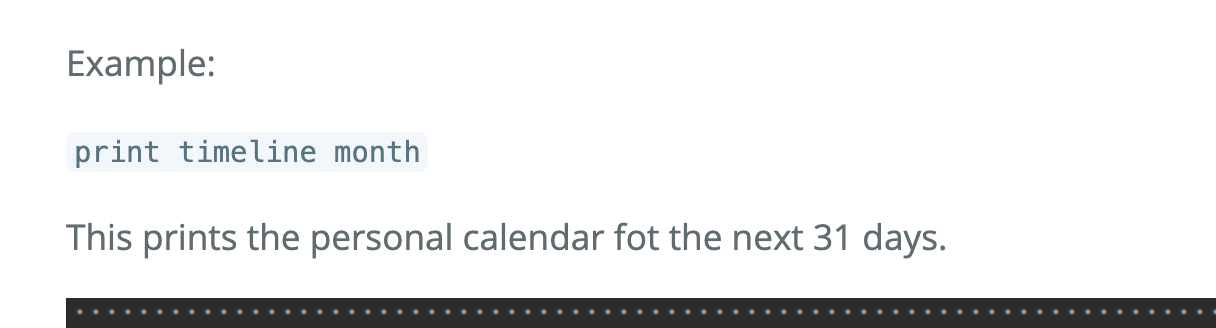 Example:
print timeline month
This prints the personal calendar fot the next 31 days.